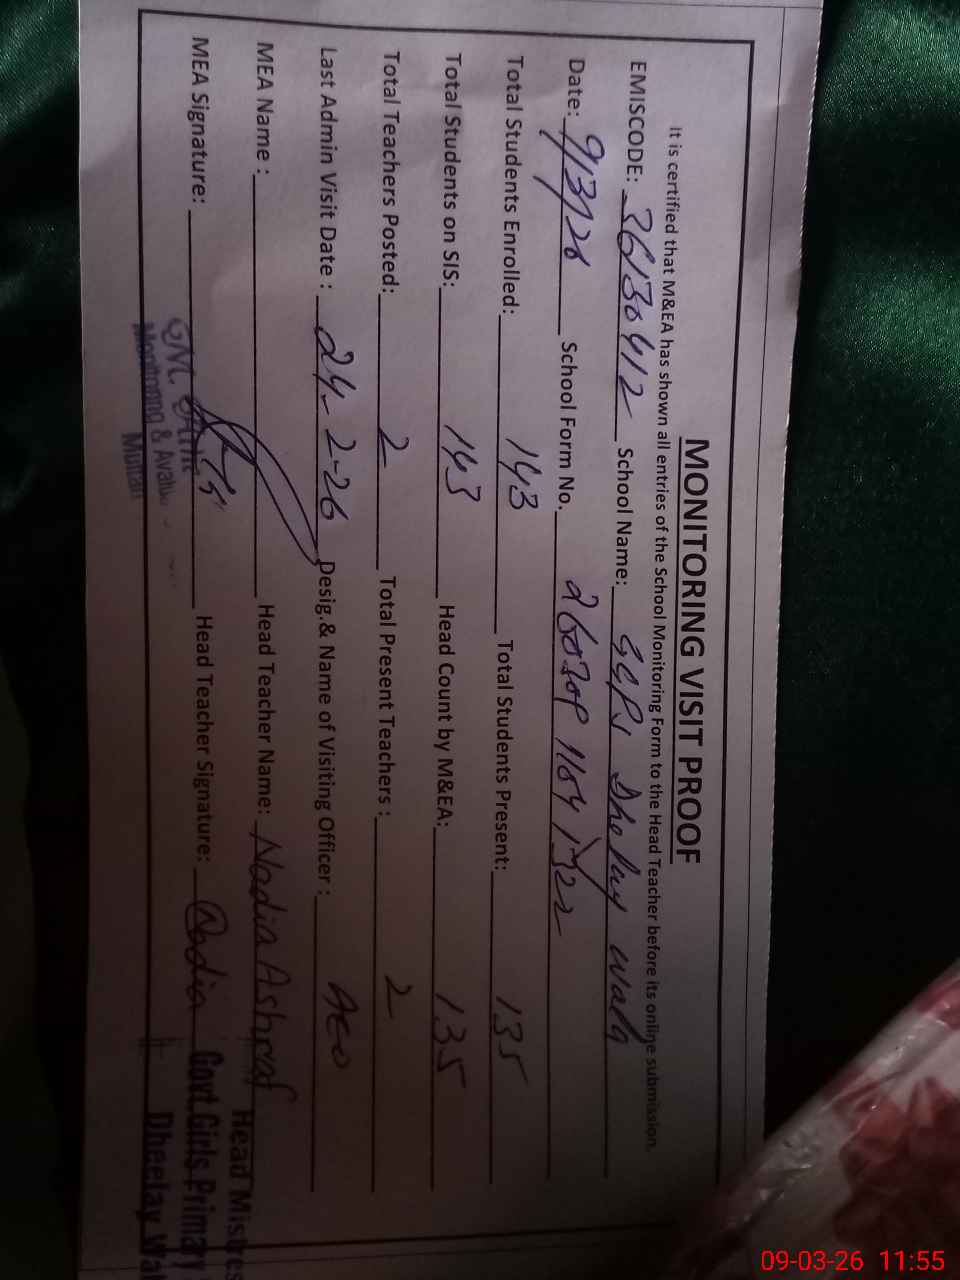 MONITORING VISIT PROOF
It is certified that M&EA has shown all entries of the School Monitoring Form to the Head Teacher before its online submission.
EMISCODE: 36130412 School Name: GGPS Dhelay wala
Date: 9/3/26 School Form No.
Total Students Enrolled: 143 Total Students Present: 135
Total Students on SIS: 143 Head Count by M&EA: 135
Total Teachers Posted: 2 Total Present Teachers : 2
Last Admin Visit Date : 24-2-26 Desig.& Name of Visiting Officer : AEO
MEA Name : Head Teacher Name: Nadia Ashraf
MEA Signature: Head Teacher Signature: Nadia
Monitoring &
Multan
Head Mistres
Govt.Girls.Primary
Dheelay Wal
09-03-26 11:55